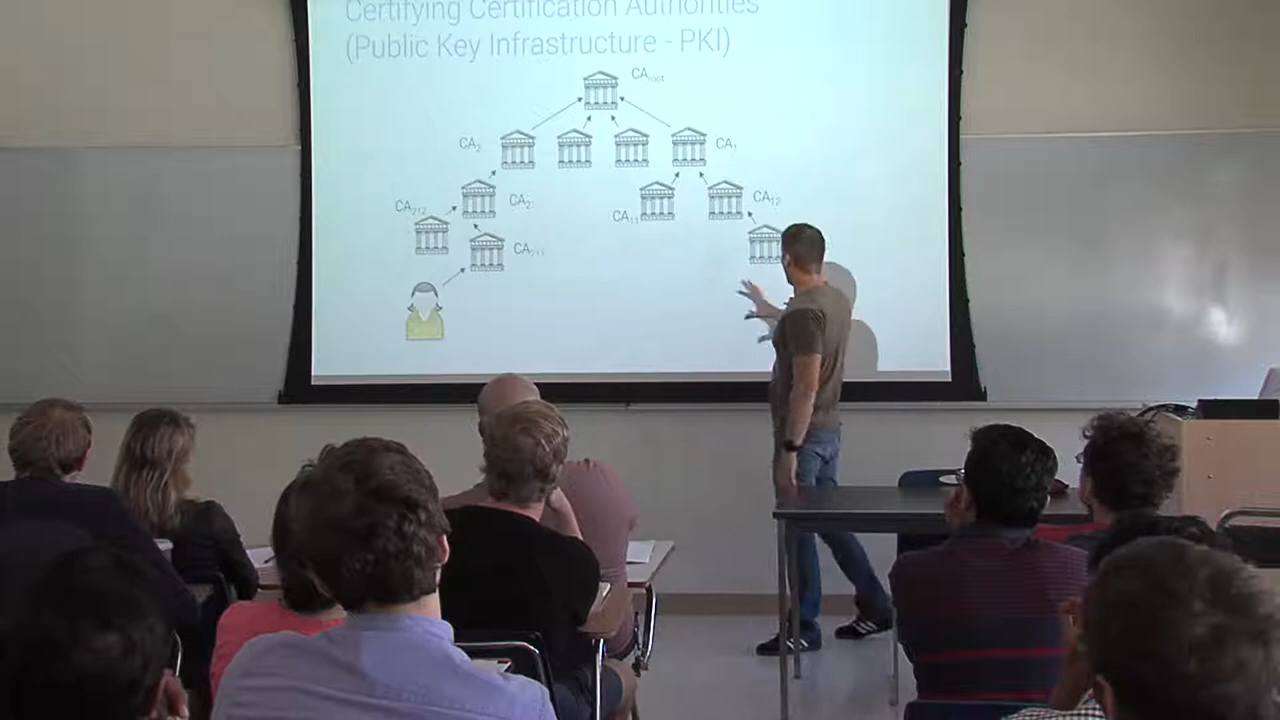 Certifying Certification Authorities
(Public Key Infrastructure - PKI)
CAroot
CA2
CA1
CA212
CA21
CA11
CA12
CA211